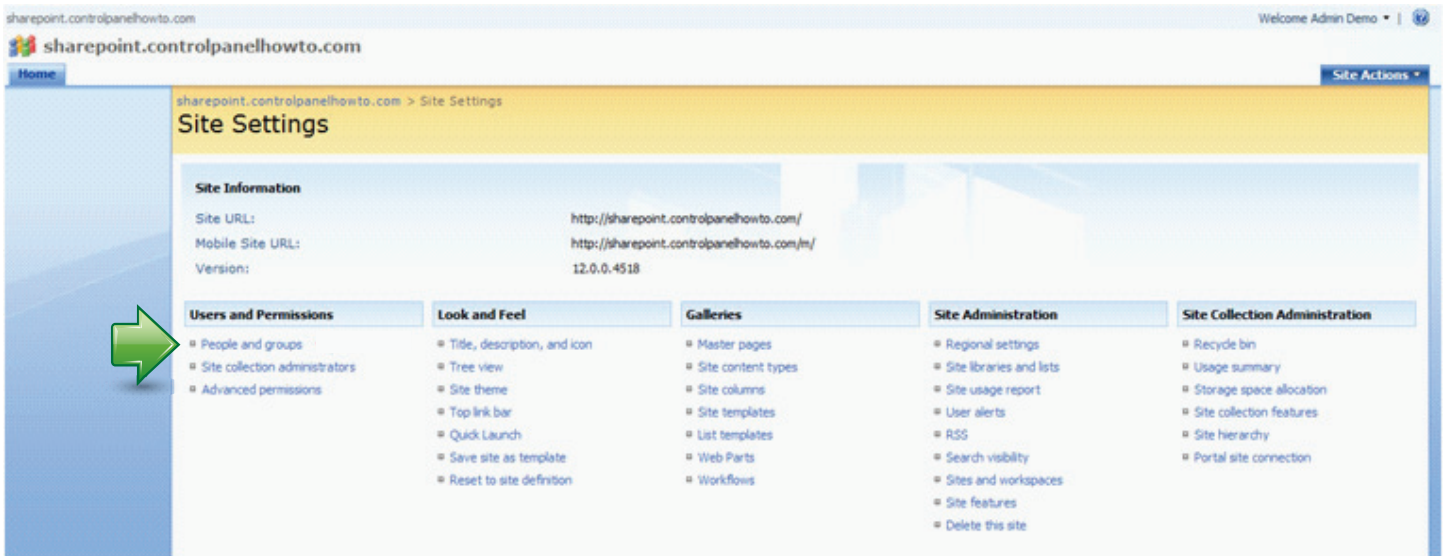 sharepoint.controlpanelhowto.com
Welcome Admin Demo
sharepoint.controlpanelhowto.com
Home
Site Actions
sharepoint.controlpanelhowto.com > Site Settings
Site Settings
Site Information
Site URL: http://sharepoint.controlpanelhowto.com/
Mobile Site URL: http://sharepoint.controlpanelhowto.com/m/
Version: 12.0.0.4518
Users and Permissions
People and groups
Site collection administrators
Advanced permissions
Look and Feel
Title, description, and icon
Tree view
Site theme
Top link bar
Quick Launch
Save site as template
Reset to site definition
Galleries
Master pages
Site content types
Site columns
Site templates
List templates
Web Parts
Workflows
Site Administration
Regional settings
Site libraries and lists
Site usage report
User alerts
RSS
Search visibility
Sites and workspaces
Site features
Delete this site
Site Collection Administration
Recycle bin
Usage summary
Storage space allocation
Site collection features
Site hierarchy
Portal site connection